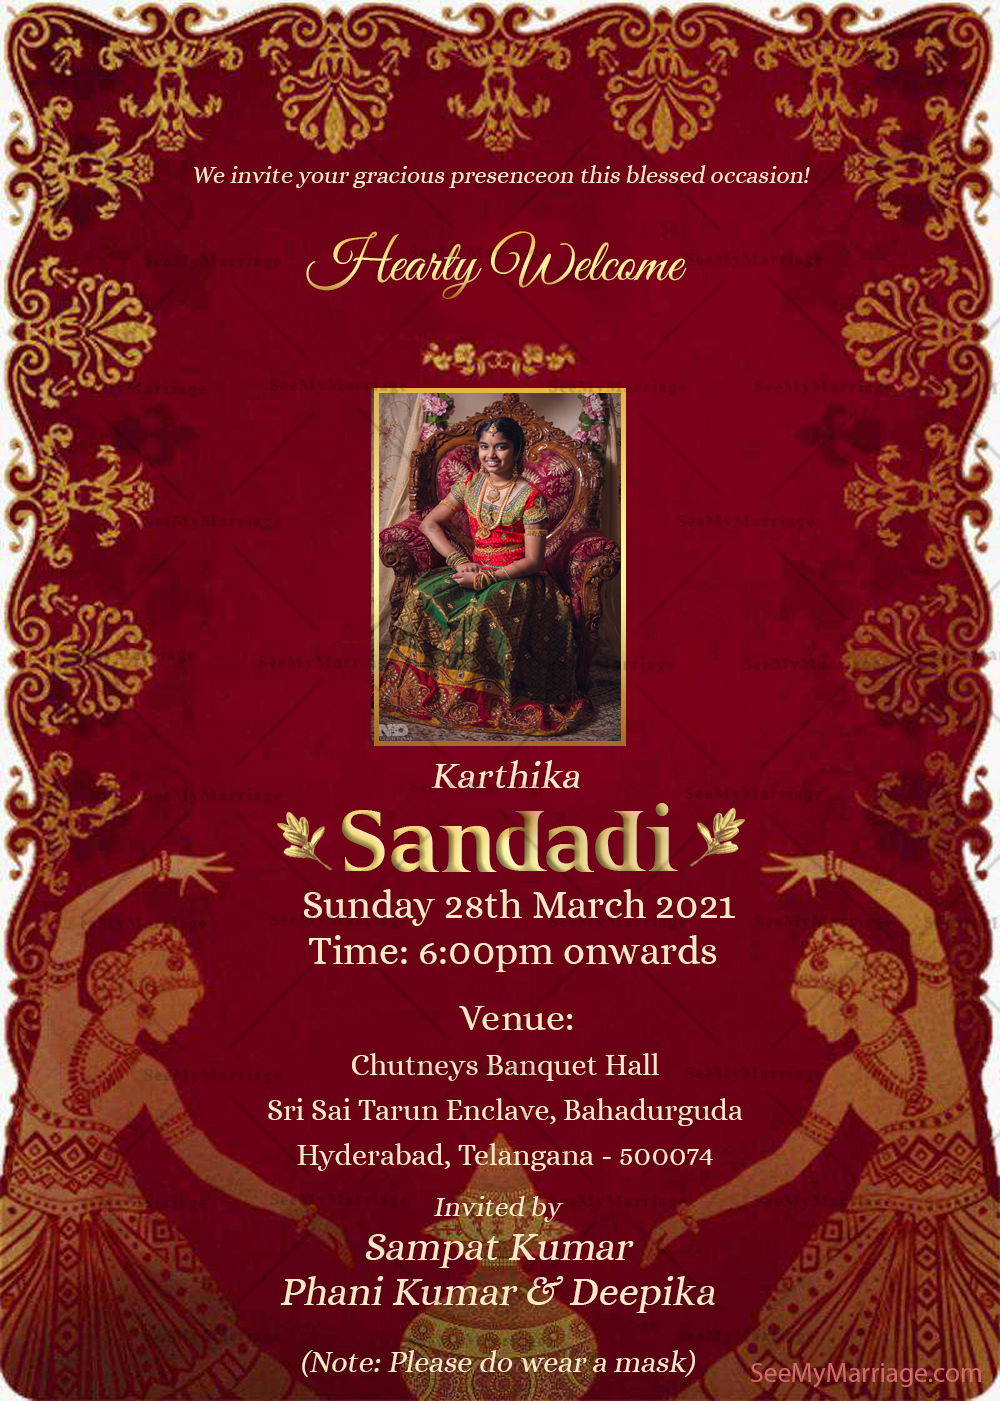 We invite your gracious presenceon this blessed occasion!
Hearty Welcome
Karthika
Sandadi
Sunday 28th March 2021
Time: 6:00pm onwards
Venue:
Chutneys Banquet Hall
Sri Sai Tarun Enclave, Bahadurguda
Hyderabad, Telangana - 500074
Invited by
Sampat Kumar
Phani Kumar & Deepika
(Note: Please do wear a mask)
SeeMyMarriage.com